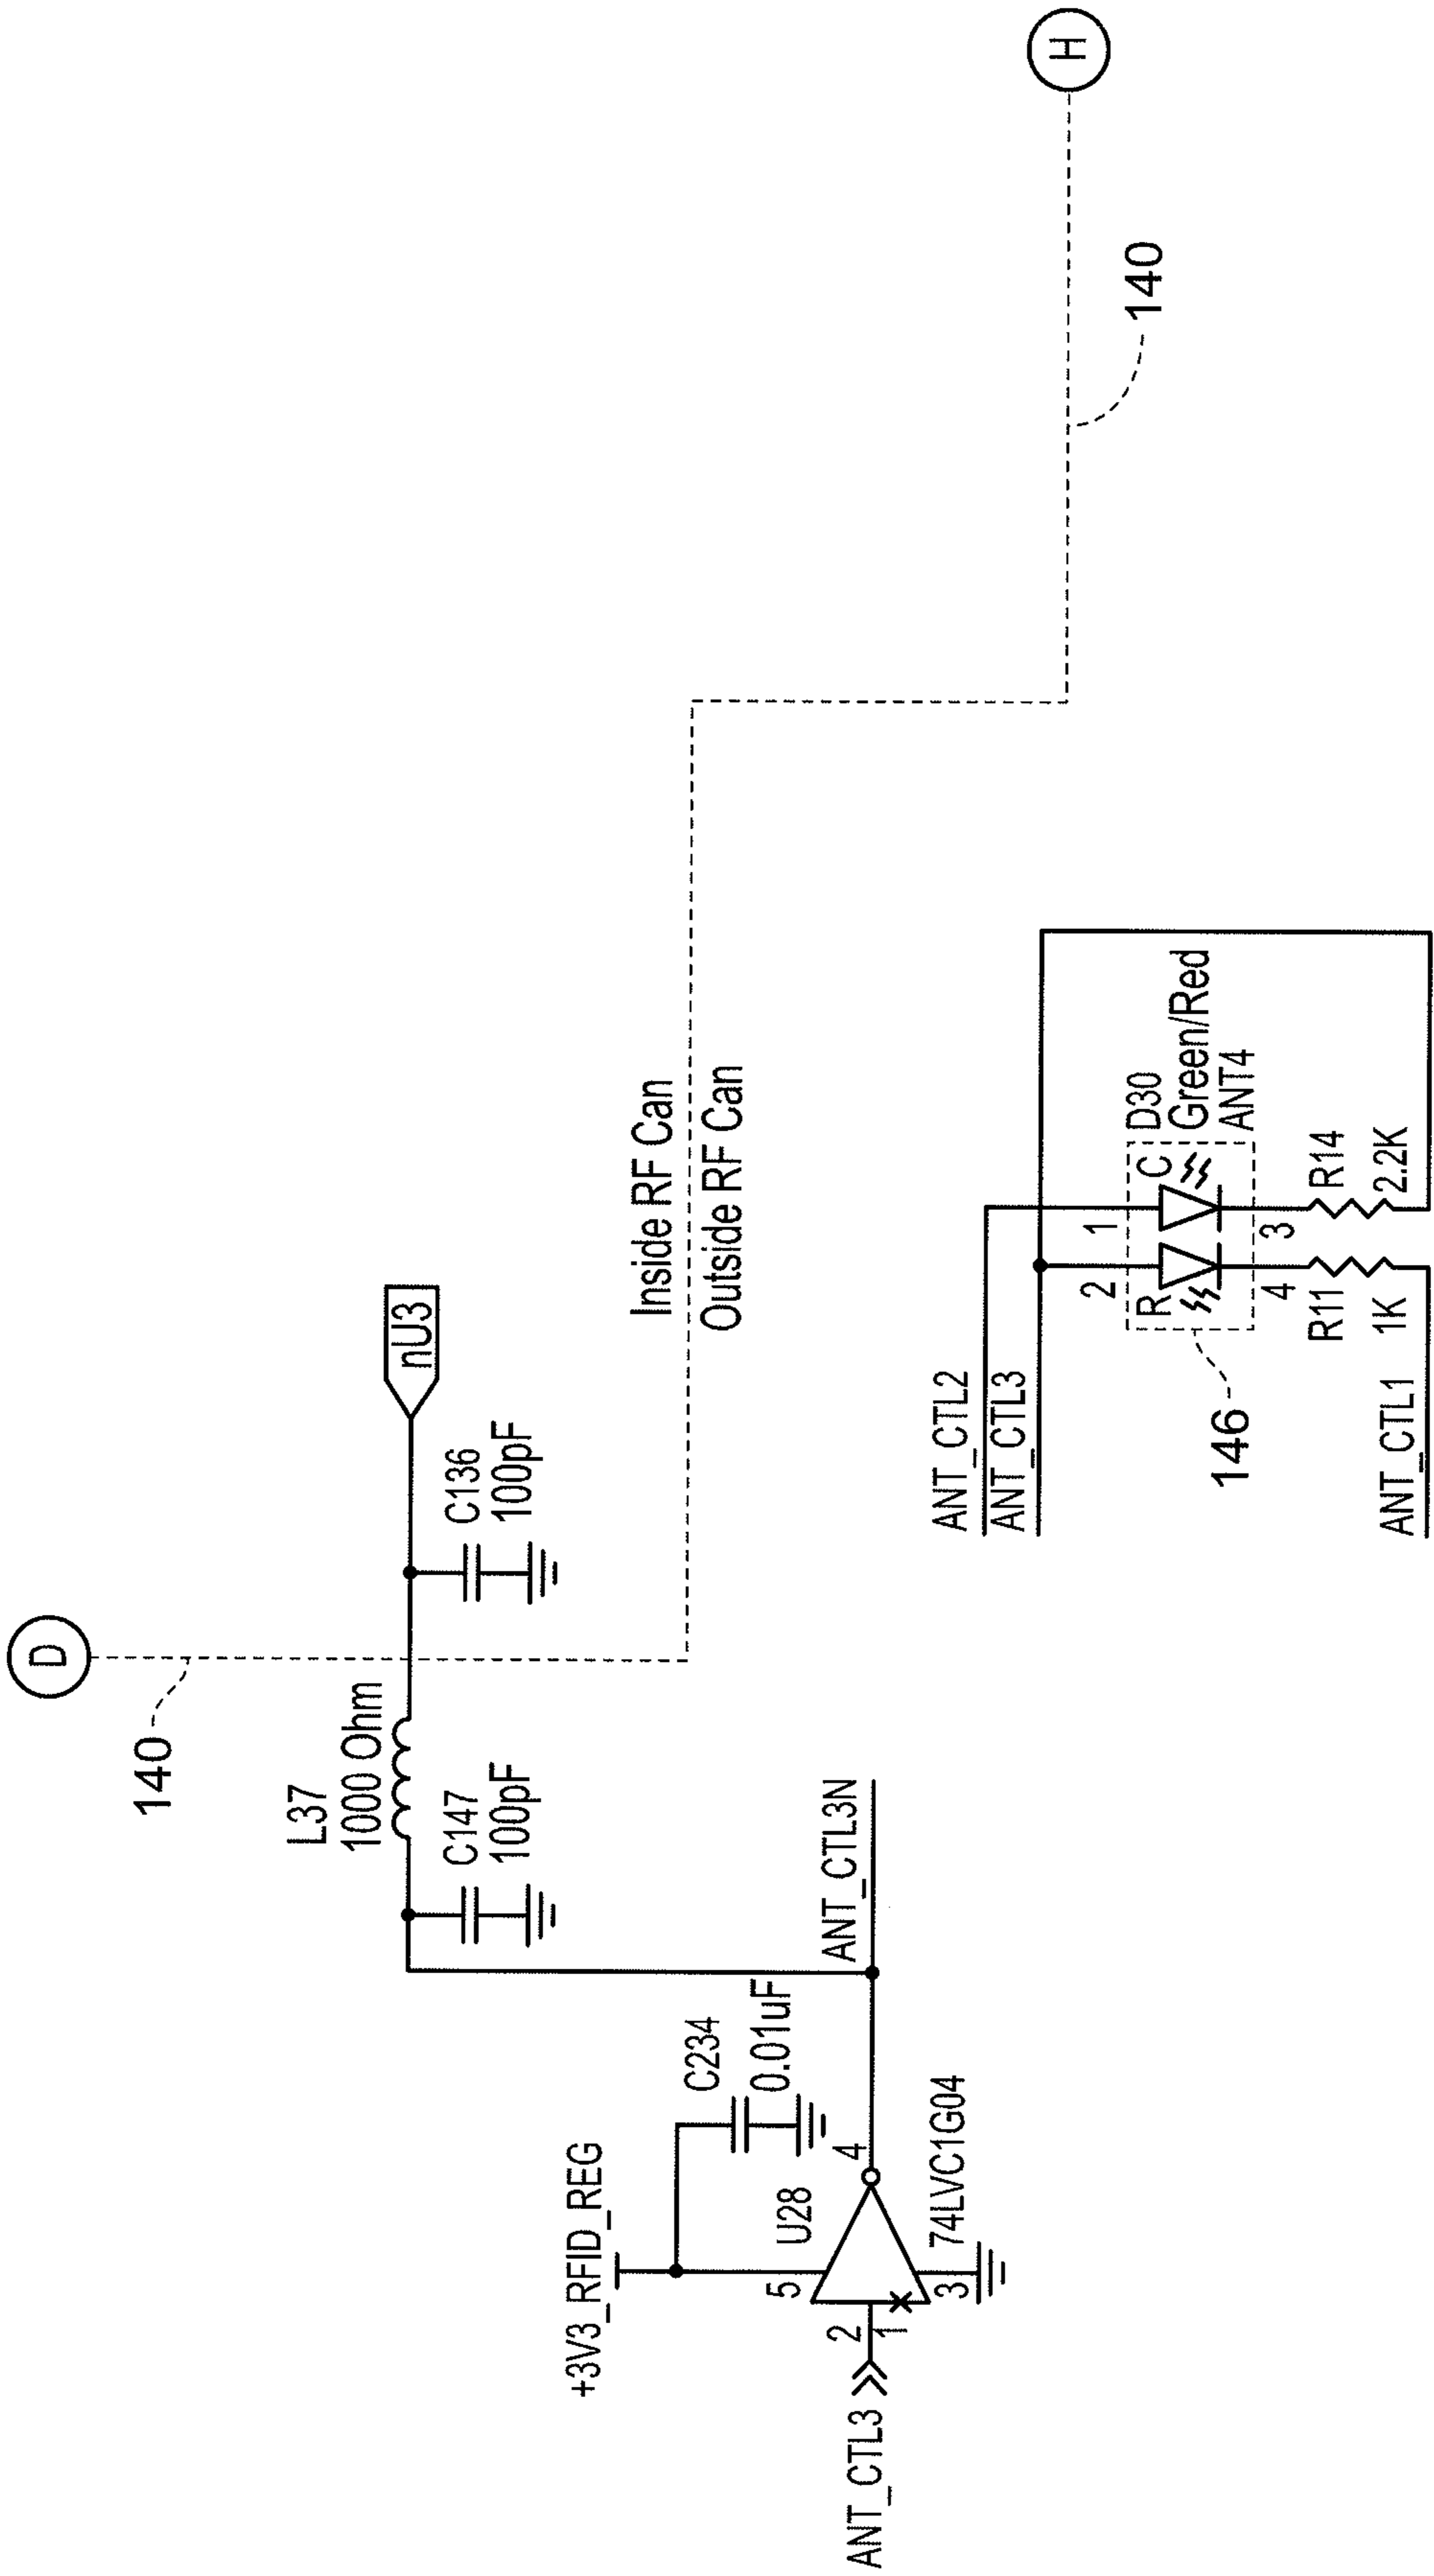 D
140
L37
1000 Ohm
C147
100pF
C136
100pF
nU3
Inside RF Can
Outside RF Can
H
140
+3V3_RFID_REG
C234
0.01uF
U28
5
4
2
1
3
74LVC1G04
ANT_CTL3
ANT_CTL3N
ANT_CTL2
ANT_CTL3
2
1
R
C
D30
Green/Red
ANT4
146
4
3
R11
1K
R14
2.2K
ANT_CTL1